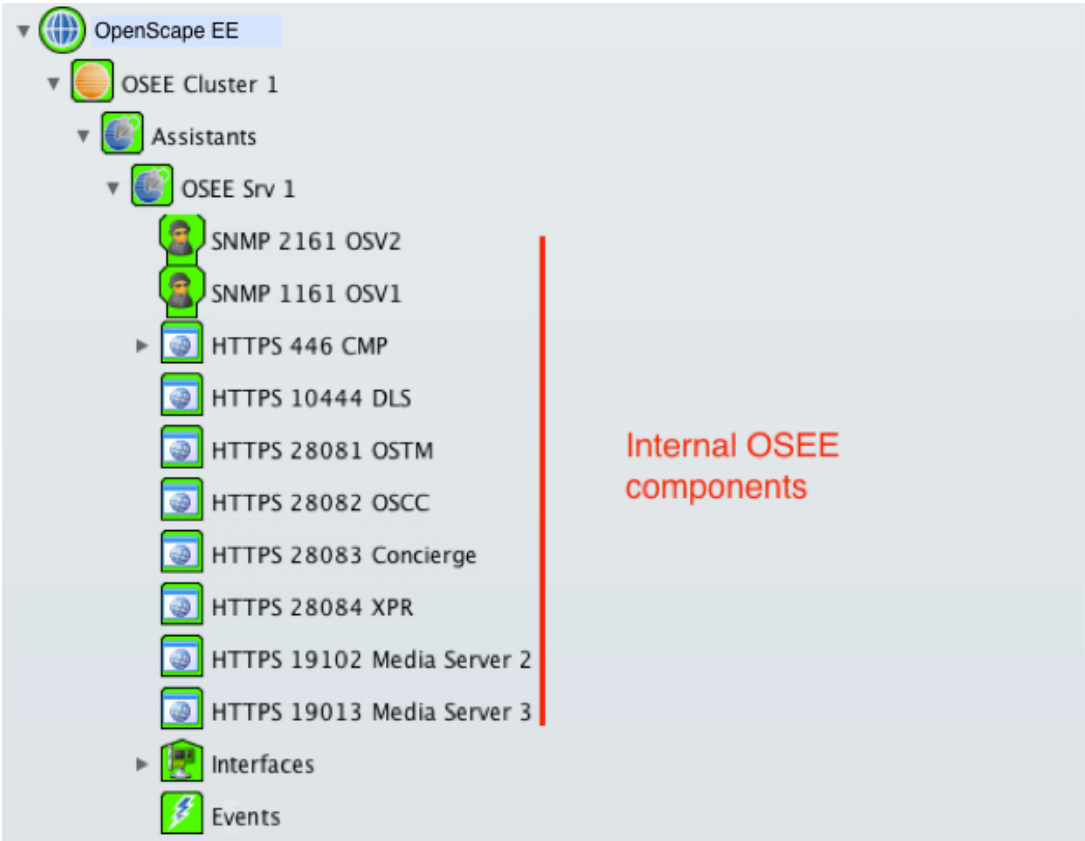 OpenScape EE
OSEE Cluster 1
Assistants
OSEE Srv 1
SNMP 2161 OSV2
SNMP 1161 OSV1
HTTPS 446 CMP
HTTPS 10444 DLS
HTTPS 28081 OSTM
HTTPS 28082 OSCC
HTTPS 28083 Concierge
HTTPS 28084 XPR
HTTPS 19102 Media Server 2
HTTPS 19013 Media Server 3
Interfaces
Events
Internal OSEE
components